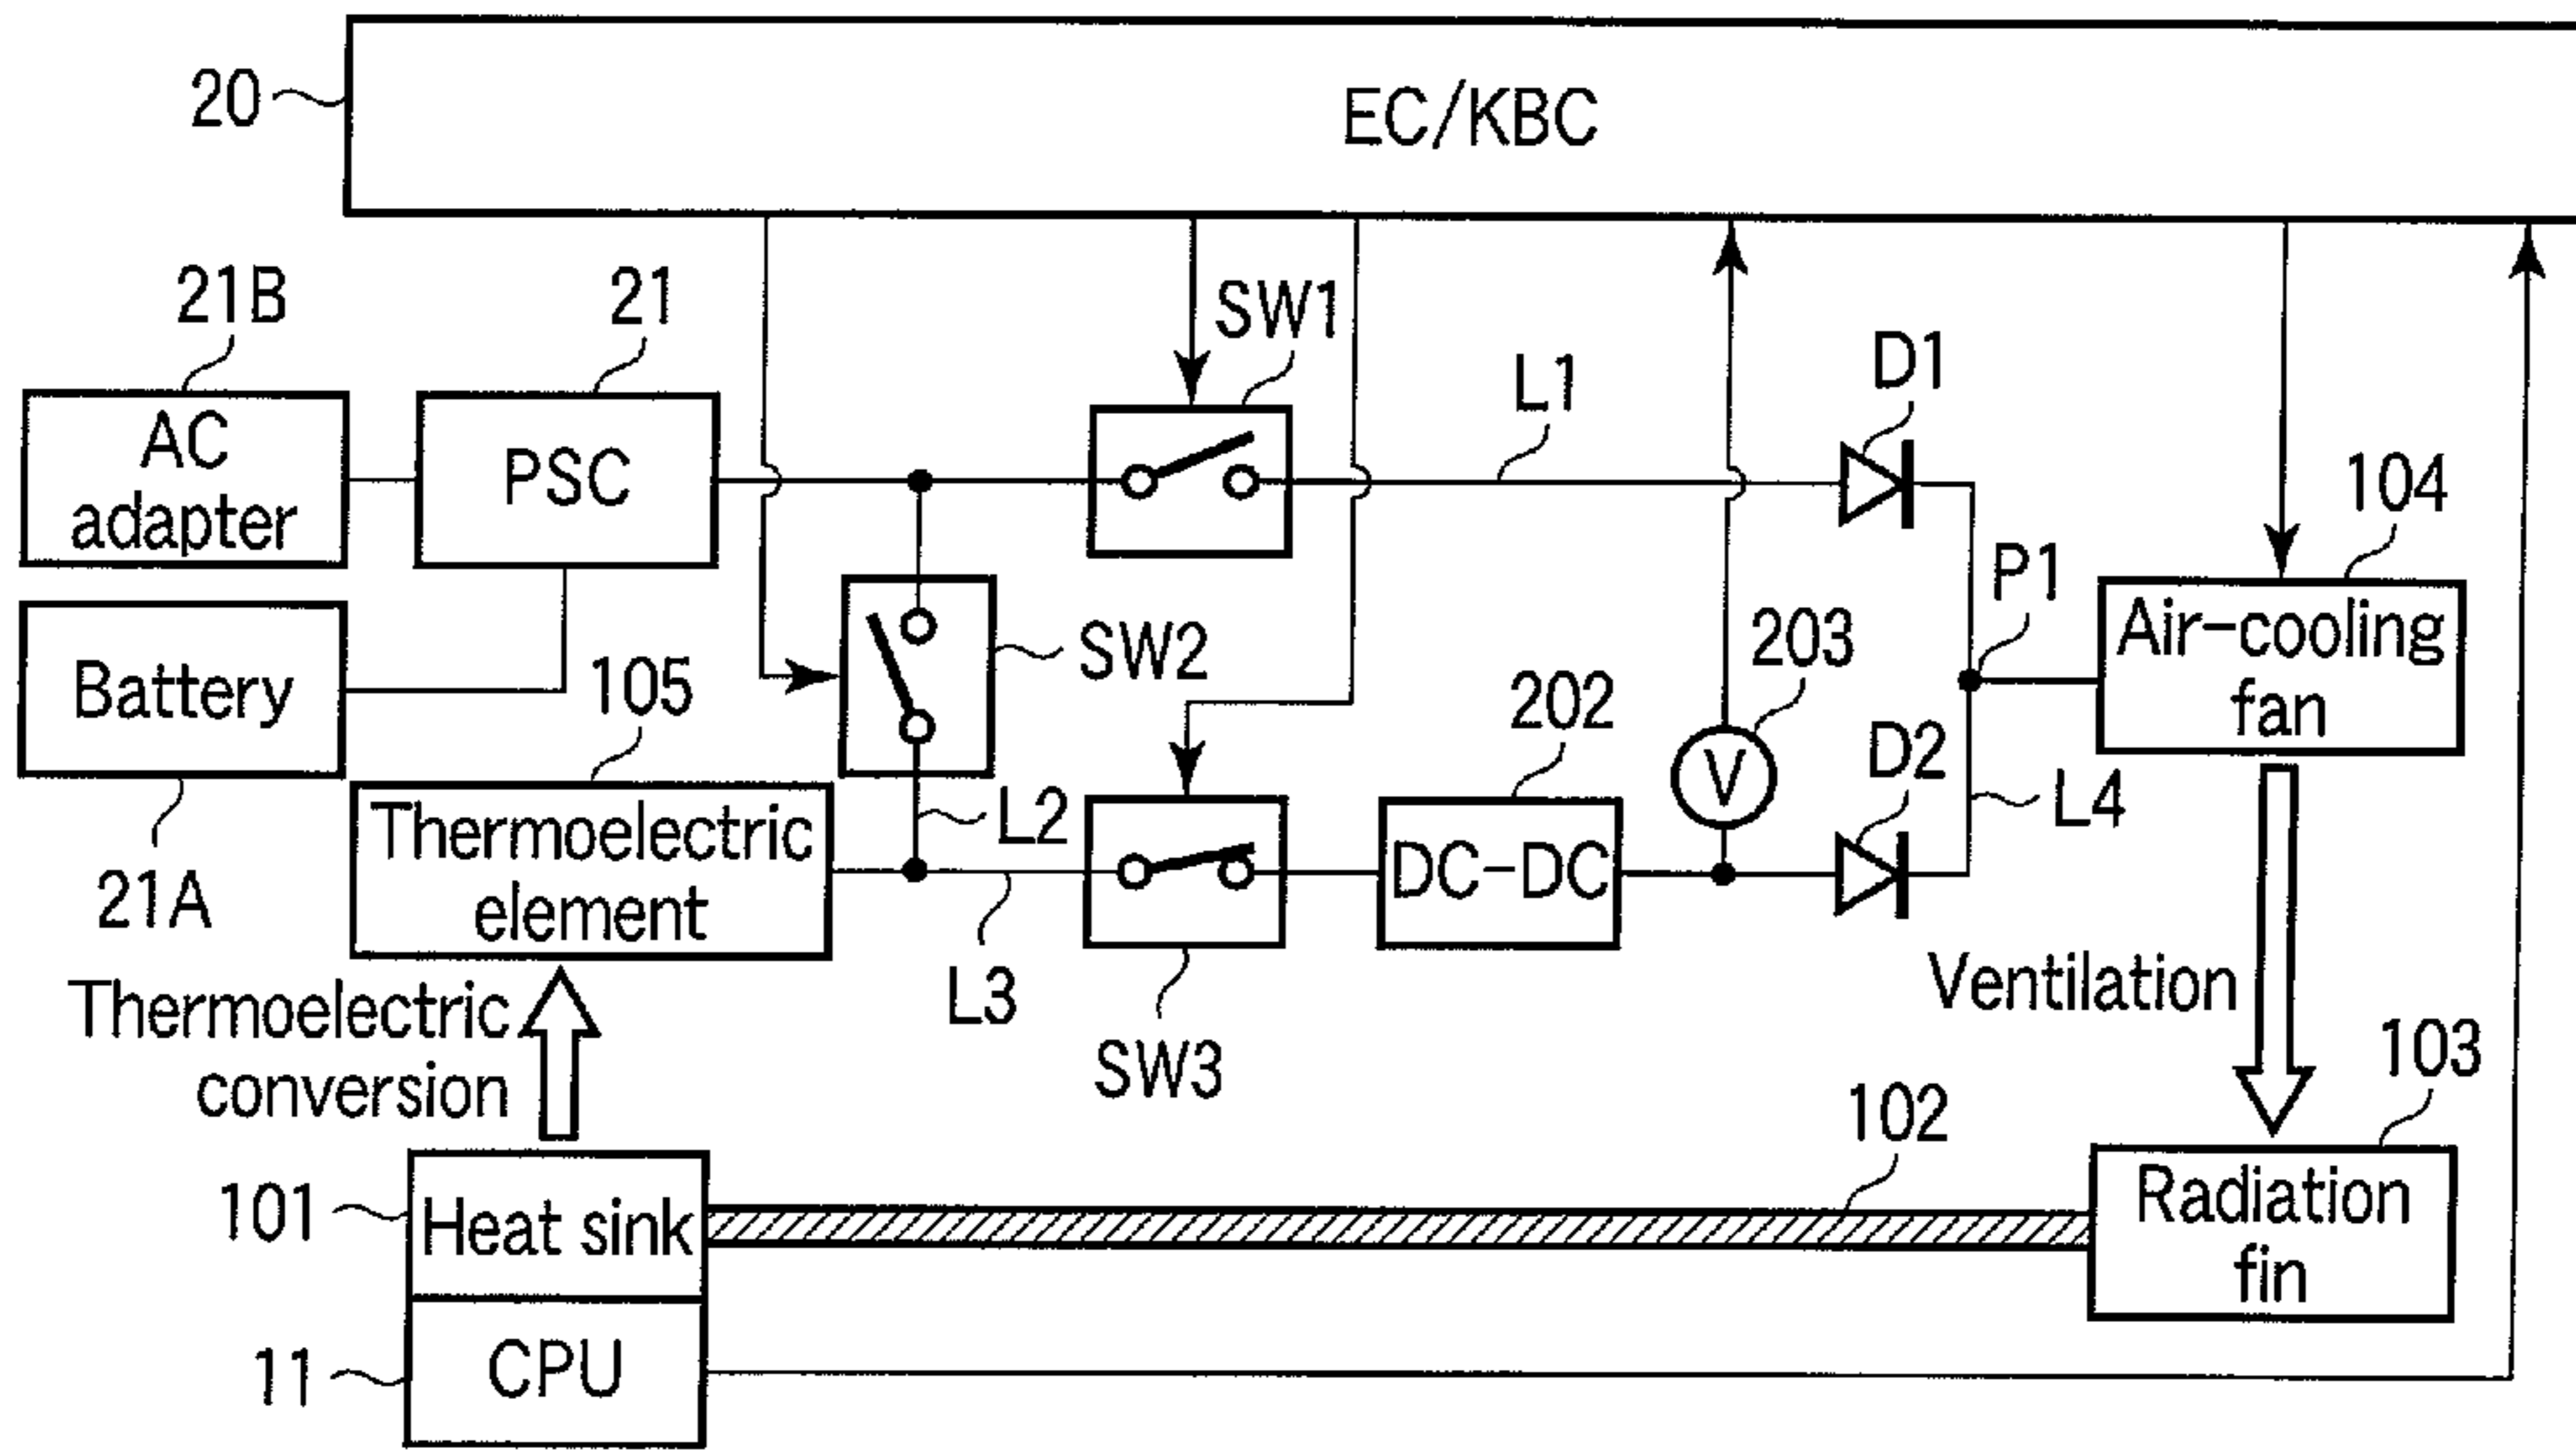 20
EC/KBC
21B
21
SW1
D1
L1
AC
adapter
PSC
104
P1
Air-cooling
fan
Battery
105
SW2
203
202
V
D2
L4
21A
Thermoelectric
element
L2
DC-DC
L3
SW3
Ventilation
Thermoelectric
conversion
103
102
101
Heat sink
Radiation
fin
11
CPU